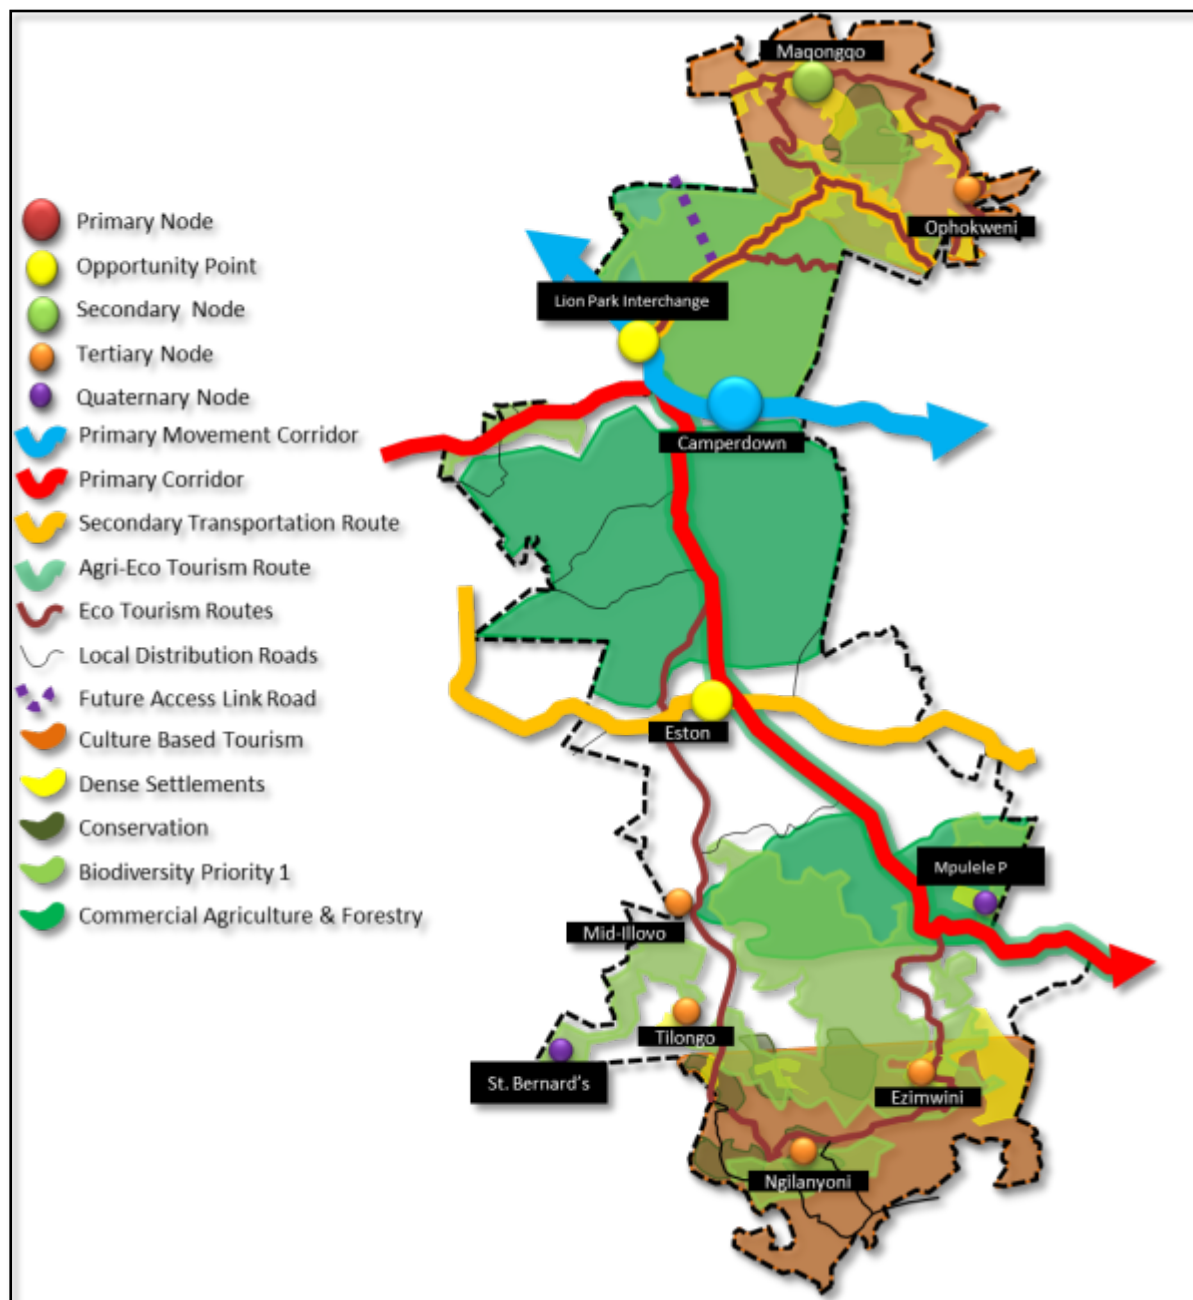 Maqongqo
Ophokweni
Lion Park Interchange
Camperdown
Primary Node
Opportunity Point
Secondary Node
Tertiary Node
Quaternary Node
Primary Movement Corridor
Primary Corridor
Secondary Transportation Route
Agri-Eco Tourism Route
Eco Tourism Routes
Local Distribution Roads
Future Access Link Road
Culture Based Tourism
Dense Settlements
Conservation
Biodiversity Priority 1
Commercial Agriculture & Forestry
Eston
Mpulele P
Mid-Illovo
Tilongo
St. Bernard's
Ezimwini
Ngilanyoni